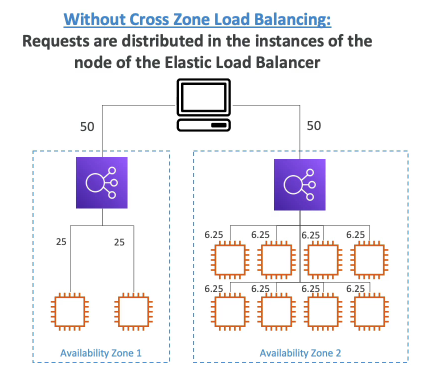 Without Cross Zone Load Balancing:
Requests are distributed in the instances of the
node of the Elastic Load Balancer
50
50
25
25
6.25
6.25
6.25
6.25
6.25
6.25
6.25
6.25
Availability Zone 1
Availability Zone 2